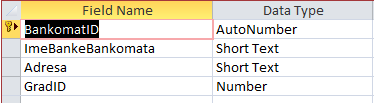 Field Name Data Type
BankomatID AutoNumber
ImeBankeBankomata Short Text
Adresa Short Text
GradID Number